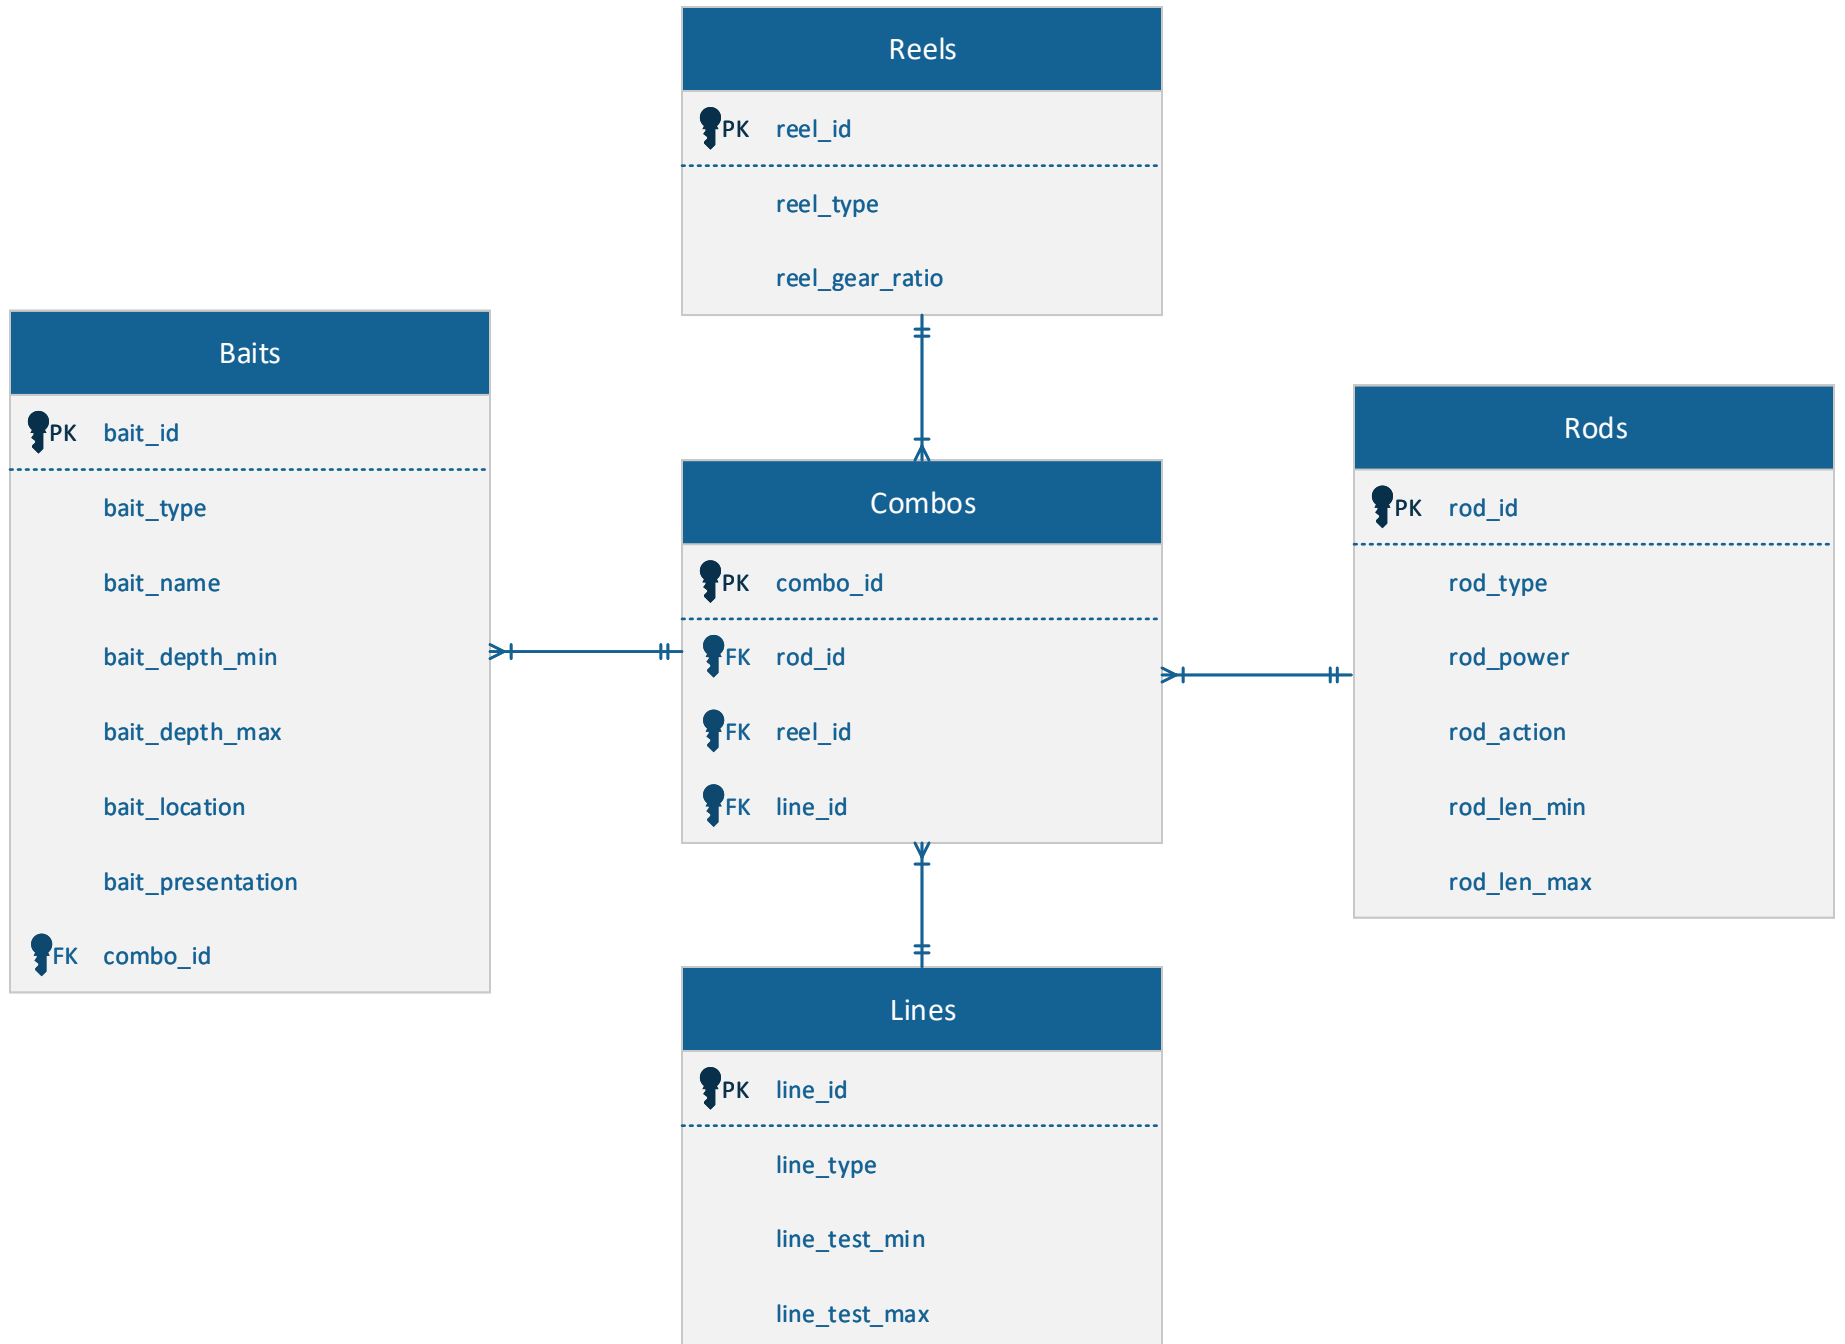 Reels
PK reel_id
reel_type
reel_gear_ratio
Baits
PK bait_id
bait_type
bait_name
bait_depth_min
bait_depth_max
bait_location
bait_presentation
FK combo_id
Combos
PK combo_id
FK rod_id
FK reel_id
FK line_id
Rods
PK rod_id
rod_type
rod_power
rod_action
rod_len_min
rod_len_max
Lines
PK line_id
line_type
line_test_min
line_test_max